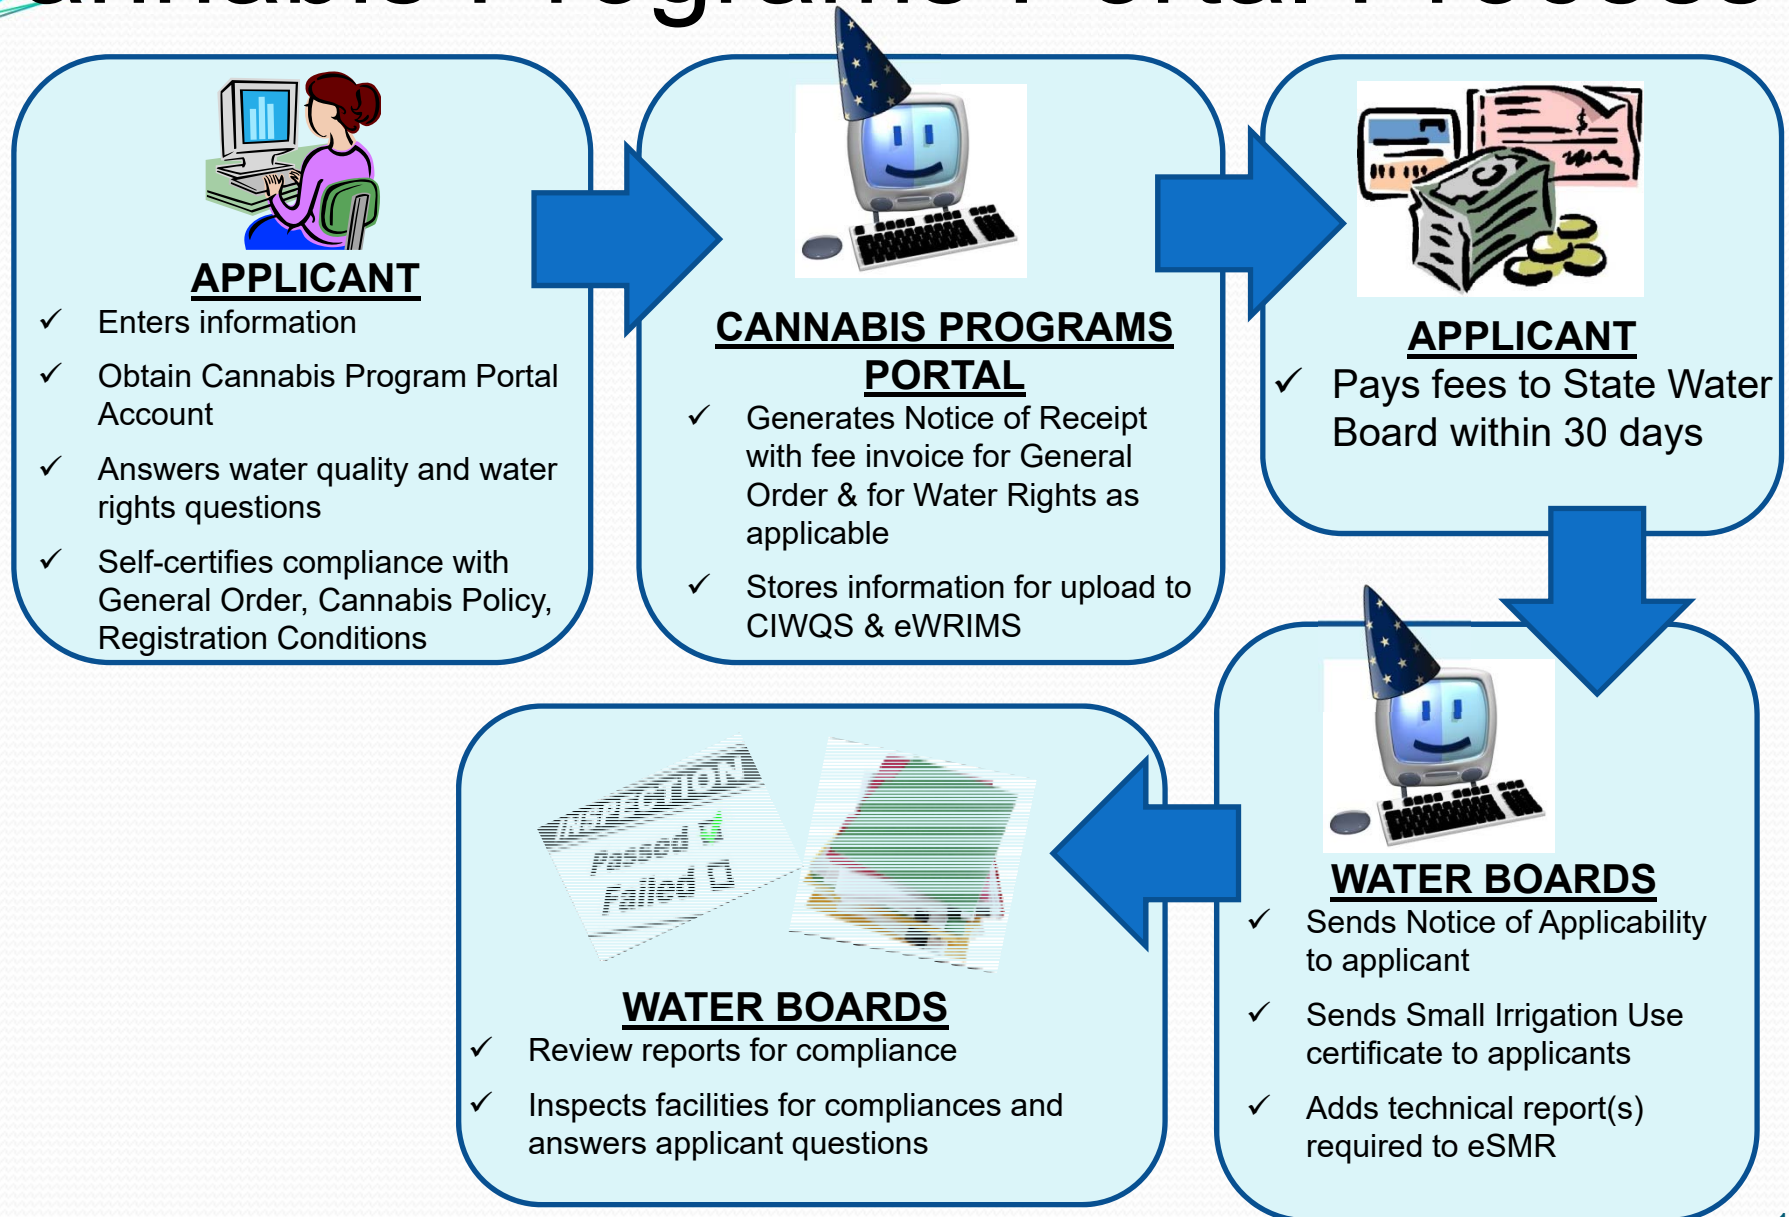 annabis Programs Portal Process
APPLICANT
✓ Enters information
✓ Obtain Cannabis Program Portal
Account
✓ Answers water quality and water
rights questions
✓ Self-certifies compliance with
General Order, Cannabis Policy,
Registration Conditions
CANNABIS PROGRAMS
PORTAL
✓ Generates Notice of Receipt
with fee invoice for General
Order & for Water Rights as
applicable
✓ Stores information for upload to
CIWQS & eWRIMS
APPLICANT
✓ Pays fees to State Water
Board within 30 days
WATER BOARDS
✓ Sends Notice of Applicability
to applicant
✓ Sends Small Irrigation Use
certificate to applicants
✓ Adds technical report(s)
required to eSMR
INSPECTION
Passed
Failed
WATER BOARDS
✓ Review reports for compliance
✓ Inspects facilities for compliances and
answers applicant questions